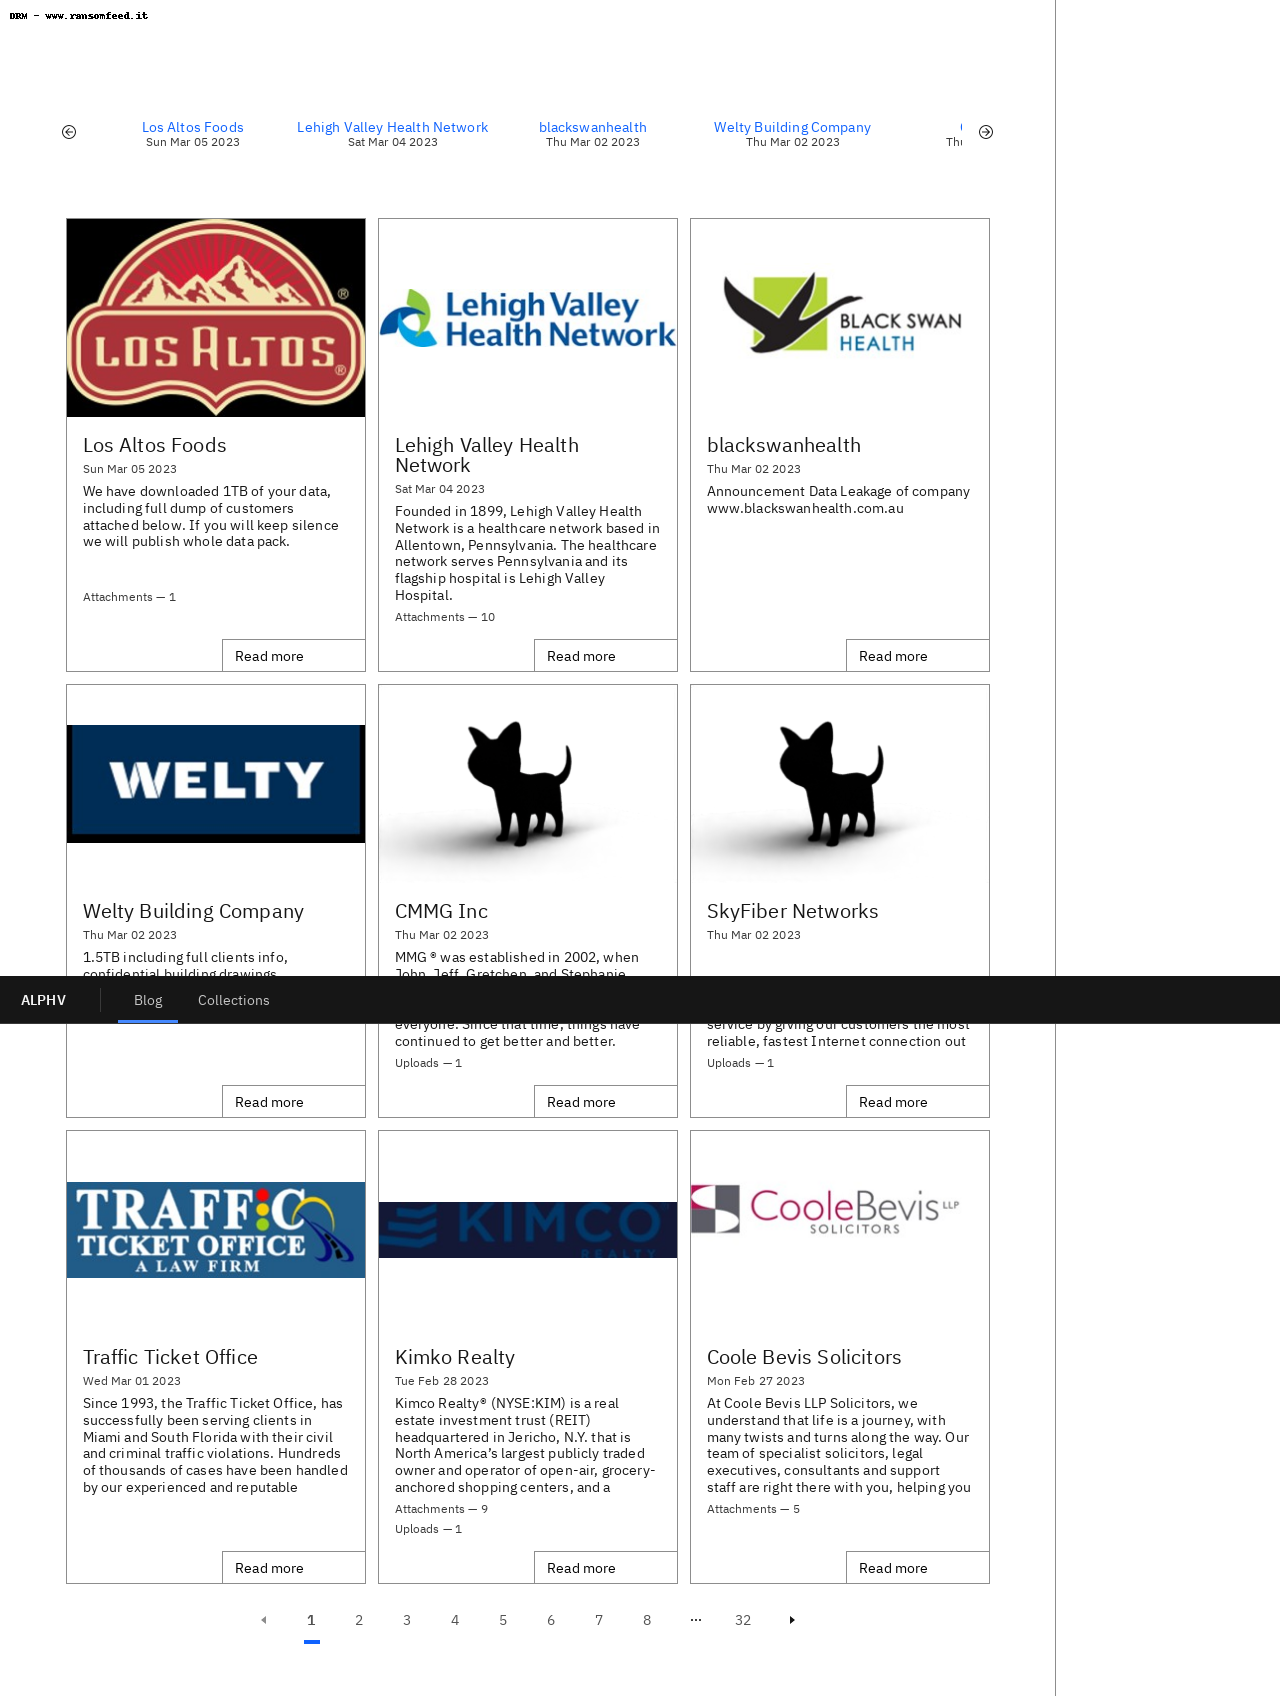 DRM - www.ransomfeed.it
Los Altos Foods
Sun Mar 05 2023
Lehigh Valley Health Network
Sat Mar 04 2023
blackswanhealth
Thu Mar 02 2023
Welty Building Company
Thu Mar 02 2023
LOS ALTOS
®
®
Lehigh Valley
Health Network
BLACK SWAN
HEALTH
Los Altos Foods
Sun Mar 05 2023
We have downloaded 1TB of your data,
including full dump of customers
attached below. If you will keep silence
we will publish whole data pack.
Attachments — 1
Read more
Lehigh Valley Health
Network
Sat Mar 04 2023
Founded in 1899, Lehigh Valley Health
Network is a healthcare network based in
Allentown, Pennsylvania. The healthcare
network serves Pennsylvania and its
flagship hospital is Lehigh Valley
Hospital.
Attachments — 10
Read more
blackswanhealth
Thu Mar 02 2023
Announcement Data Leakage of company
www.blackswanhealth.com.au
Read more
WELTY
Welty Building Company
Thu Mar 02 2023
1.5TB including full clients info,
confidential building drawings
Read more
CMMG Inc
Thu Mar 02 2023
MMG ® was established in 2002, when
John, Jeff, Gretchen, and Stephanie
everyone. Since that time, things have
continued to get better and better.
Uploads — 1
Read more
SkyFiber Networks
Thu Mar 02 2023
service by giving our customers the most
reliable, fastest Internet connection out
Uploads — 1
Read more
ALPHV
Blog
Collections
TRAFFIC
TICKET OFFICE
A LAW FIRM
KIMCO
REALTY
CooleBevis LLP
SOLICITORS
Traffic Ticket Office
Wed Mar 01 2023
Since 1993, the Traffic Ticket Office, has
successfully been serving clients in
Miami and South Florida with their civil
and criminal traffic violations. Hundreds
of thousands of cases have been handled
by our experienced and reputable
Read more
Kimko Realty
Tue Feb 28 2023
Kimco Realty® (NYSE:KIM) is a real
estate investment trust (REIT)
headquartered in Jericho, N.Y. that is
North America’s largest publicly traded
owner and operator of open-air, grocery-
anchored shopping centers, and a
Attachments — 9
Uploads — 1
Read more
Coole Bevis Solicitors
Mon Feb 27 2023
At Coole Bevis LLP Solicitors, we
understand that life is a journey, with
many twists and turns along the way. Our
team of specialist solicitors, legal
executives, consultants and support
staff are right there with you, helping you
Attachments — 5
Read more
1 2 3 4 5 6 7 8 ... 32